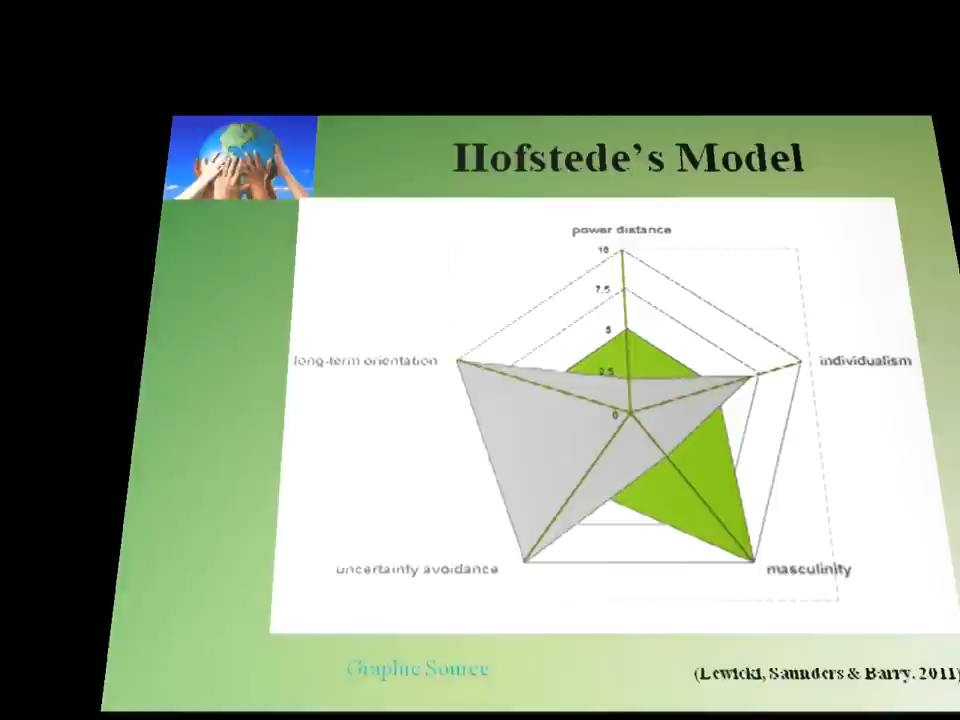 Hofstede's Model
power distance
10
7.5
5
long-term orientation
individualism
2.5
0
uncertainty avoidance
masculinity
Graphic Source
(Lewicki, Saunders & Barry. 2011)